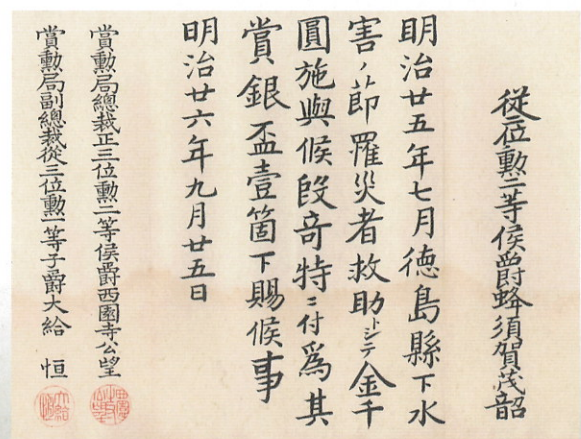 從二位勲二等侯爵蜂須賀茂韶
明治廿五年七月徳島縣下水
害ノ節罹災者救助トシテ金千
圓施與候段奇特ニ付爲其
賞銀盃壹箇下賜候事
明治廿六年九月廿五日
賞勲局總裁正三位勲二等侯爵西園寺公望
賞勲局副總裁從三位勲一等子爵大給 恒